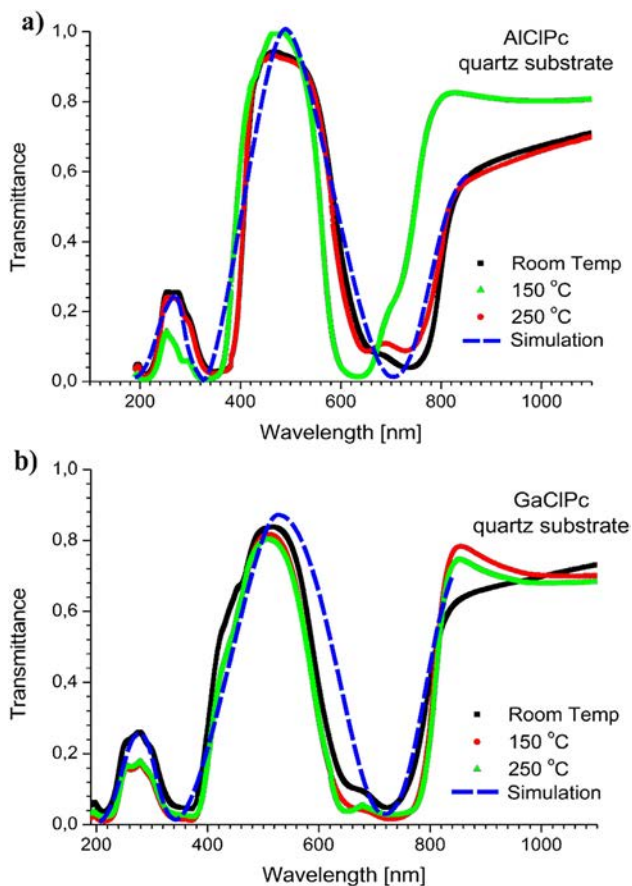 a)
AlClPc
quartz substrate
1,0
0,8
0,6
0,4
0,2
0,0
Transmittance
Room Temp
150 °C
250 °C
Simulation
200 400 600 800 1000
Wavelength [nm]
b)
GaClPc
quartz substrate
1,0
0,8
0,6
0,4
0,2
0,0
Transmittance
Room Temp
150 °C
250 °C
Simulation
200 400 600 800 1000
Wavelength [nm]